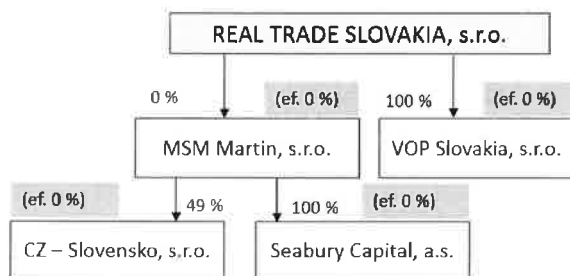 REAL TRADE SLOVAKIA, s.r.o.
0 %
(ef. 0 %)
100 %
(ef. 0 %)
MSM Martin, s.r.o.
VOP Slovakia, s.r.o.
(ef. 0 %)
49 %
100 %
(ef. 0 %)
CZ – Slovensko, s.r.o.
Seabury Capital, a.s.